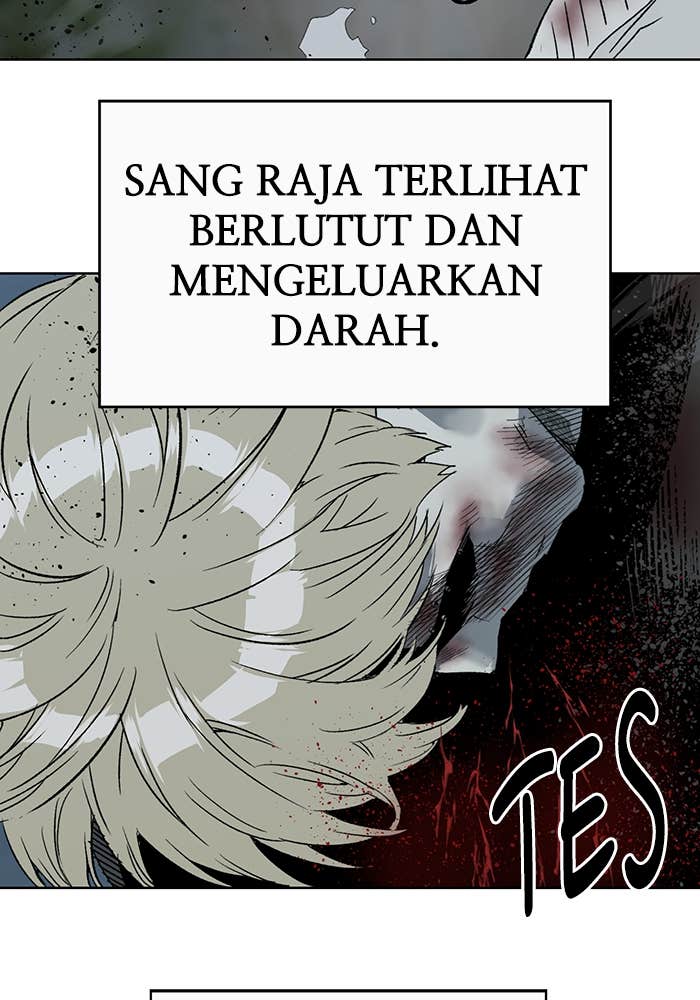 SANG RAJA TERLIHAT
BERLUTUT DAN
MENGELUARKAN
DARAH.
TES